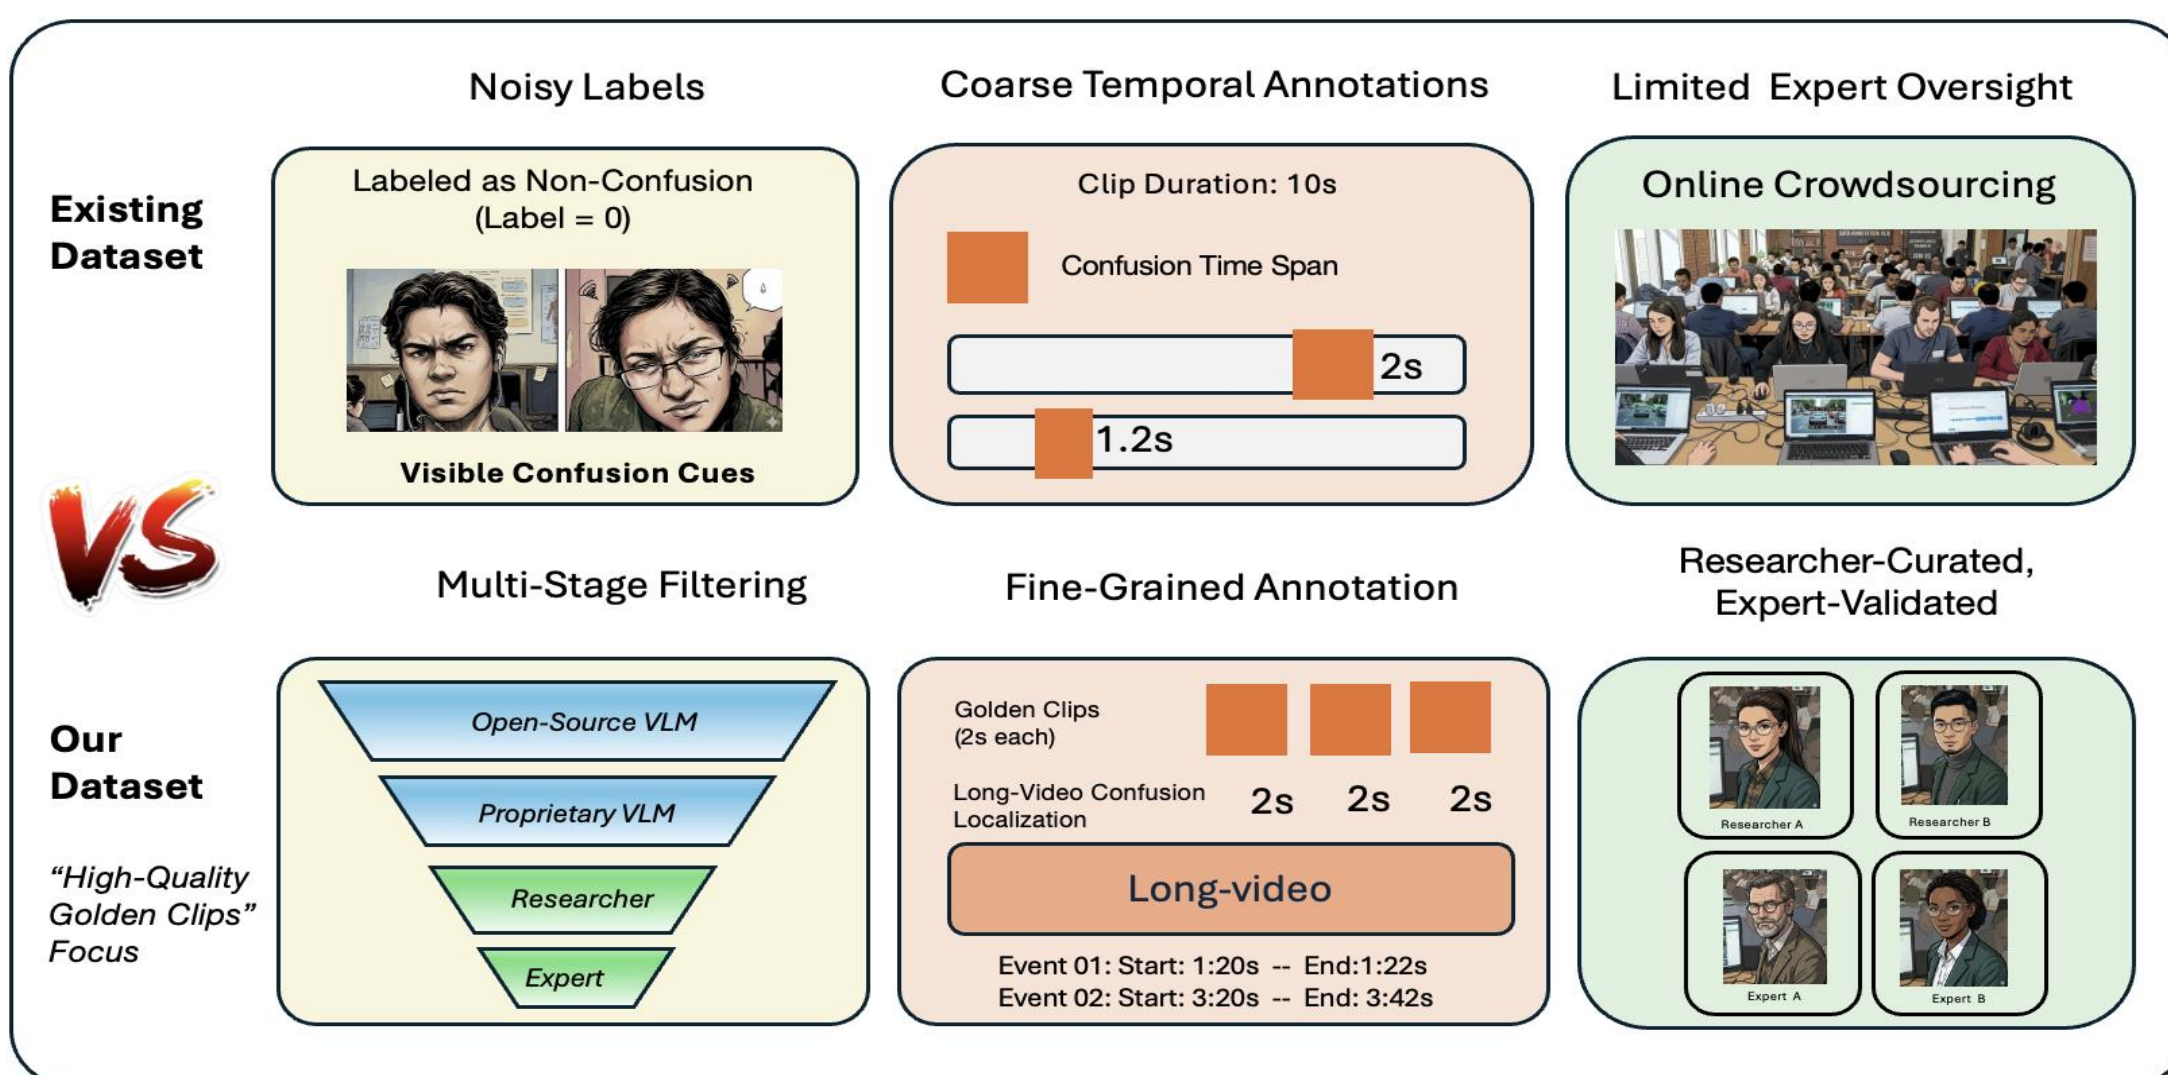 Noisy Labels
Coarse Temporal Annotations
Limited Expert Oversight
Existing
Dataset
Labeled as Non-Confusion
(Label = 0)
Visible Confusion Cues
Clip Duration: 10s
Confusion Time Span
2s
1.2s
Online Crowdsourcing
VS
Multi-Stage Filtering
Fine-Grained Annotation
Researcher-Curated,
Expert-Validated
Our
Dataset
“High-Quality
Golden Clips”
Focus
Open-Source VLM
Proprietary VLM
Researcher
Expert
Golden Clips
(2s each)
Long-Video Confusion
Localization
2s
2s
2s
Long-video
Event 01: Start: 1:20s -- End:1:22s
Event 02: Start: 3:20s -- End: 3:42s
Researcher A
Researcher B
Expert A
Expert B